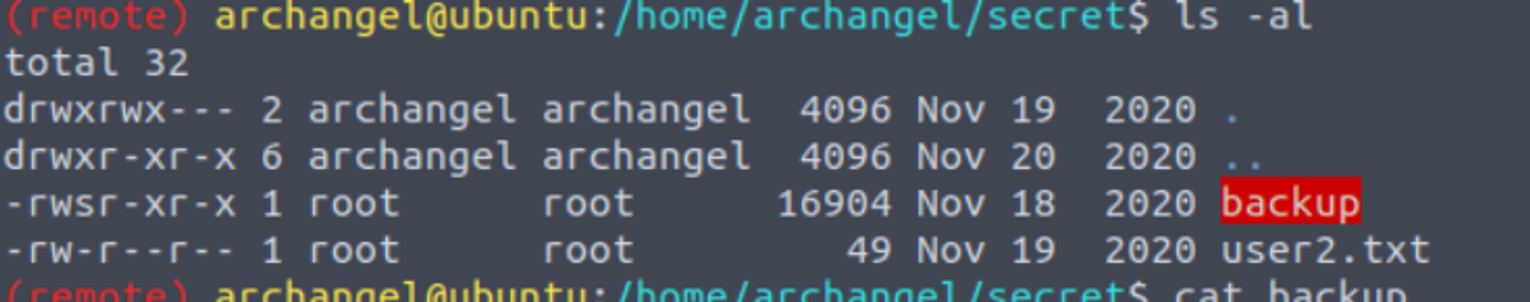 (remote) archangel@ubuntu:/home/archangel/secret$ ls -al
total 32
drwxrwx--- 2 archangel archangel  4096 Nov 19  2020 .
drwxr-xr-x 6 archangel archangel  4096 Nov 20  2020 ..
-rwsr-xr-x 1 root      root      16904 Nov 18  2020 backup
-rw-r--r-- 1 root      root         49 Nov 19  2020 user2.txt
(remote) archangel@ubuntu:/home/archangel/secret$ cat backup